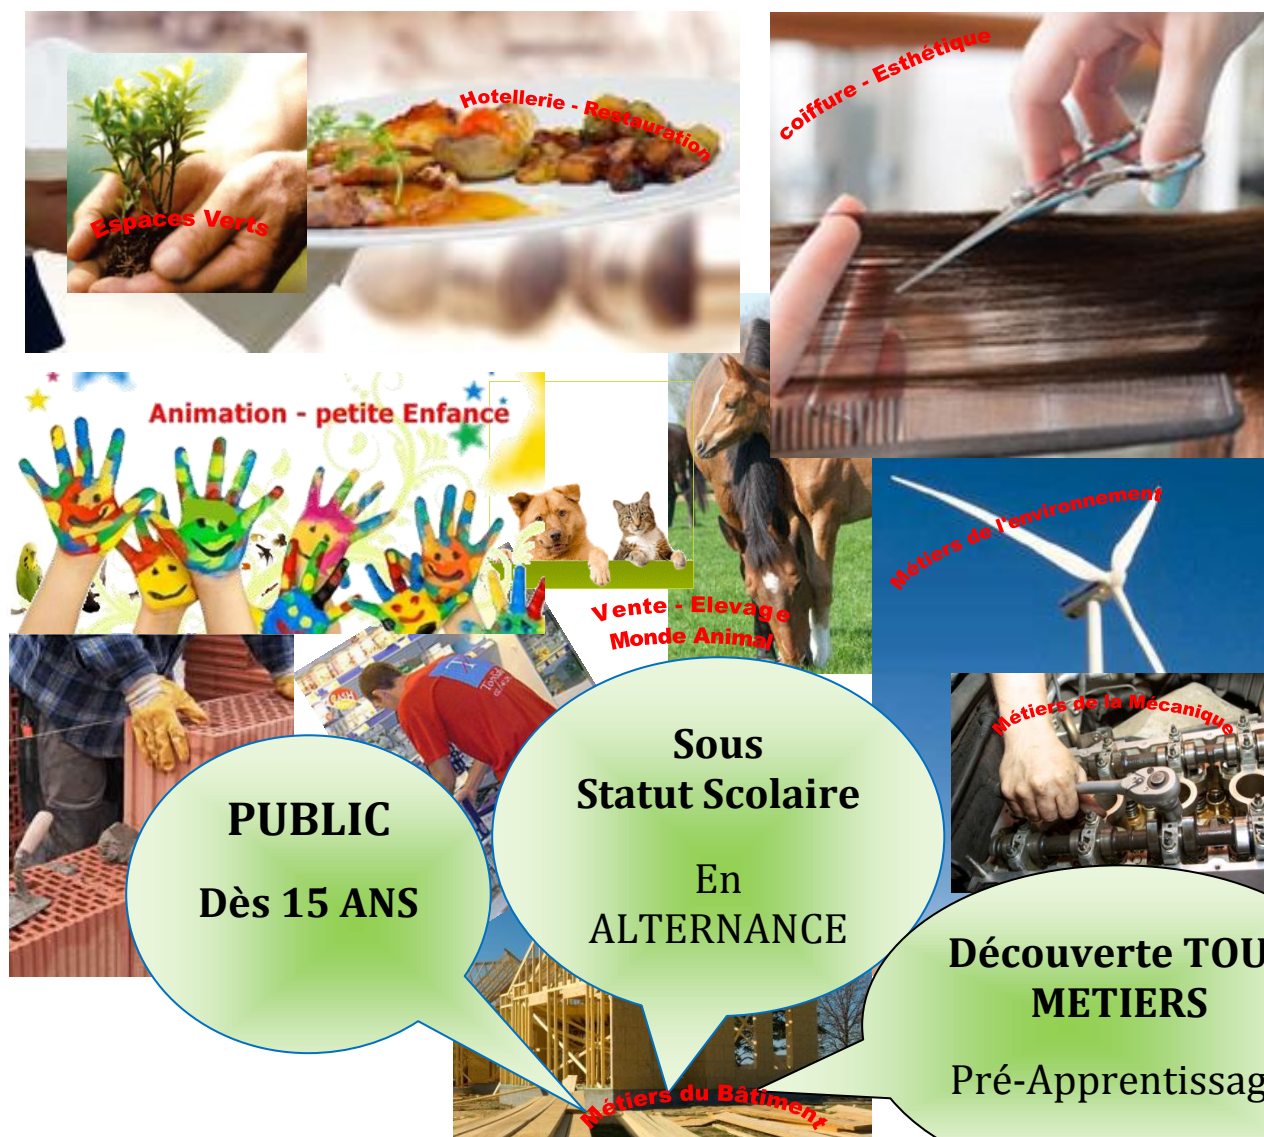 Hotellerie - Restauration
coiffure - Esthétique
Espaces Verts
Animation - petite Enfance
Métiers de l'environnement
Vente - Elevage
Monde Animal
Métiers de la Mécanique
Sous
Statut Scolaire
En
ALTERNANCE
PUBLIC
Dès 15 ANS
Découverte TOU
METIERS
Pré-Apprentissag
Métiers du Bâtiment